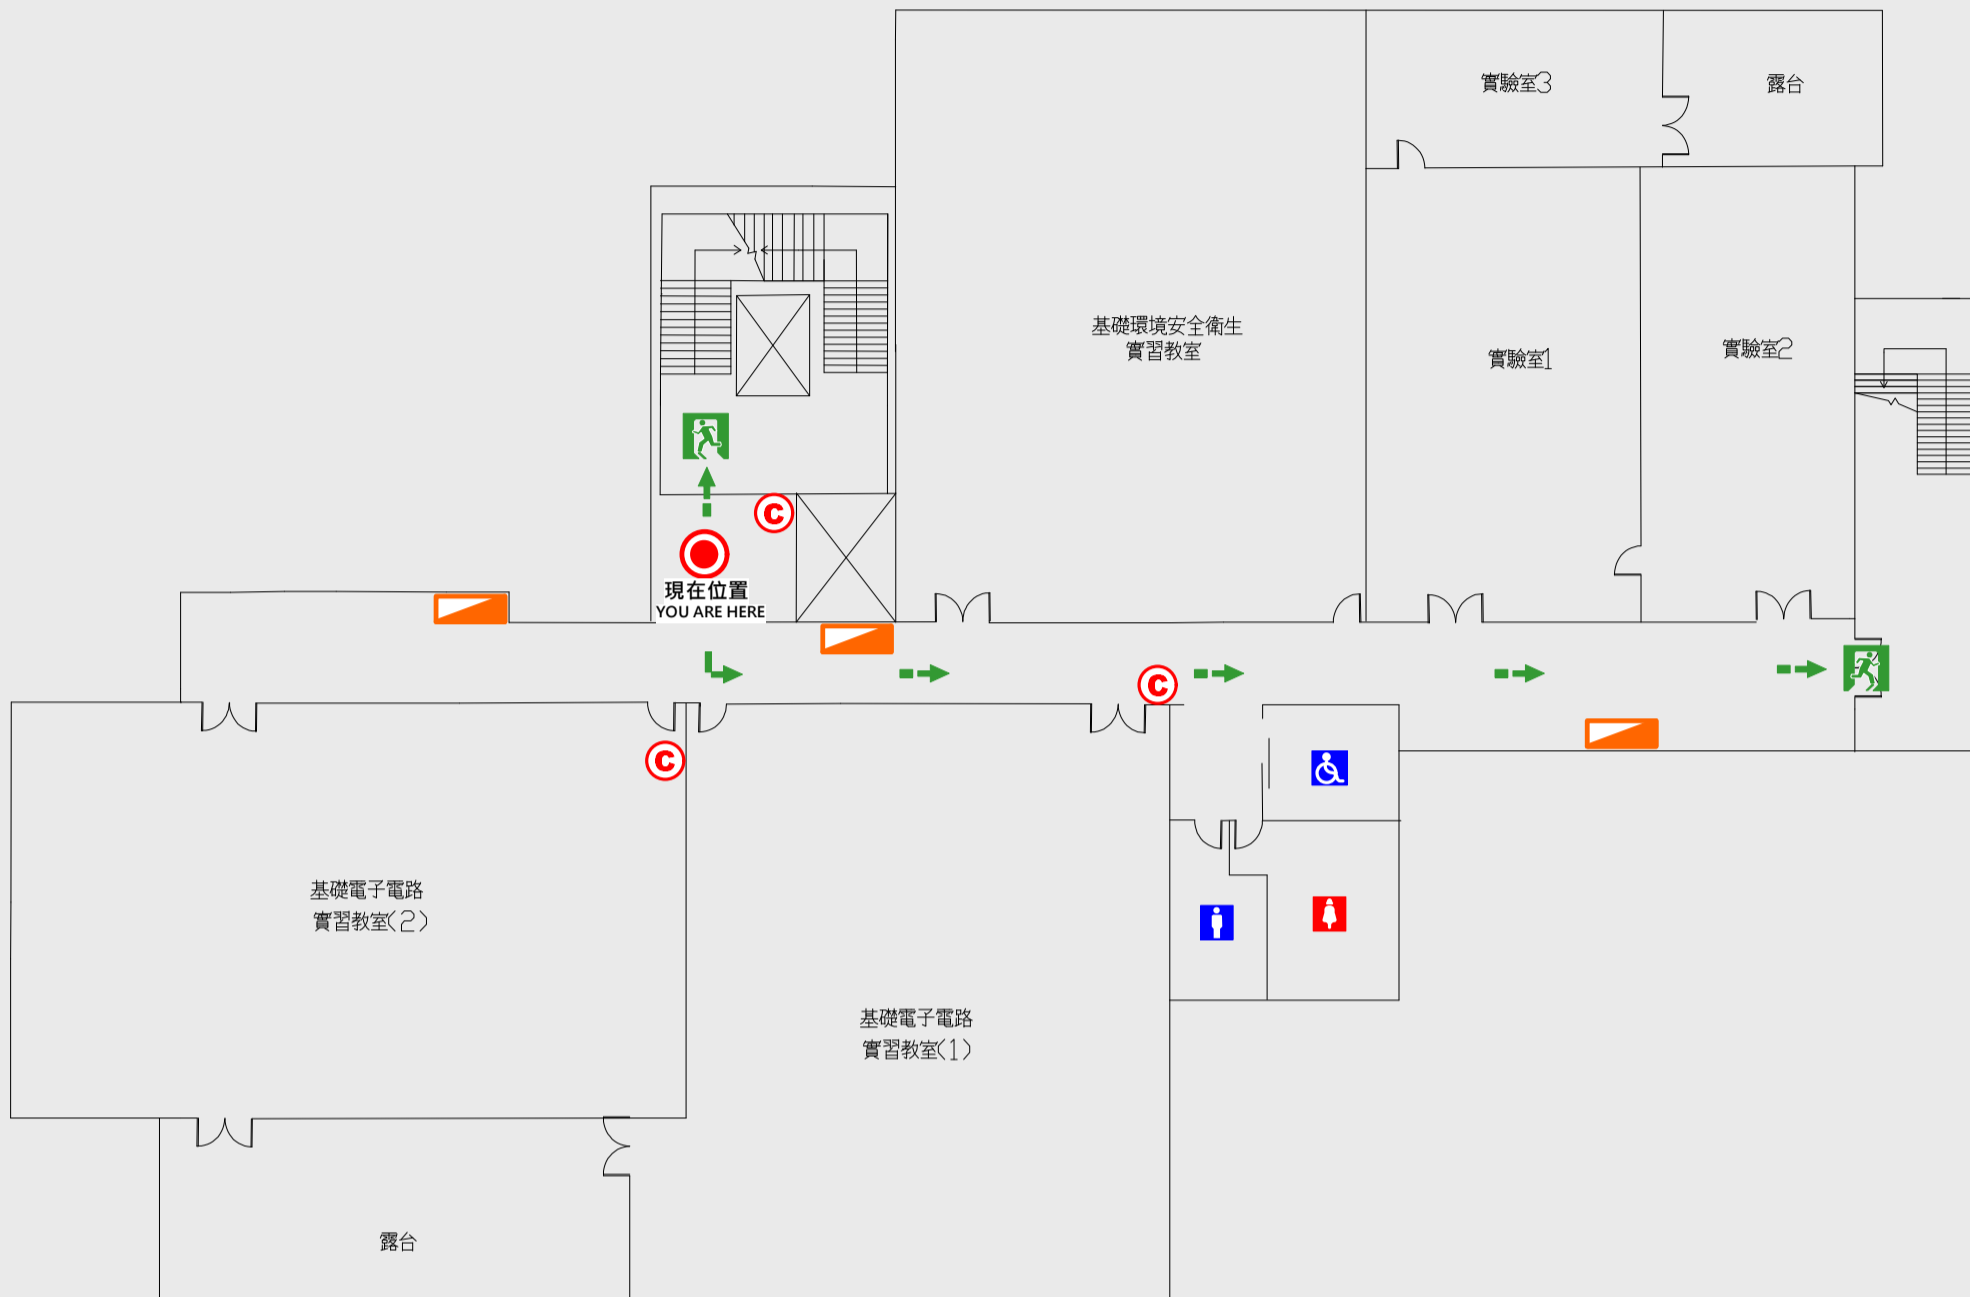 實驗室3
露台
基礎環境安全衛生
實習教室
實驗室1
實驗室2
C
現在位置
YOU ARE HERE
C
C
基礎電子電路
實習教室(2)
基礎電子電路
實習教室(1)
露台